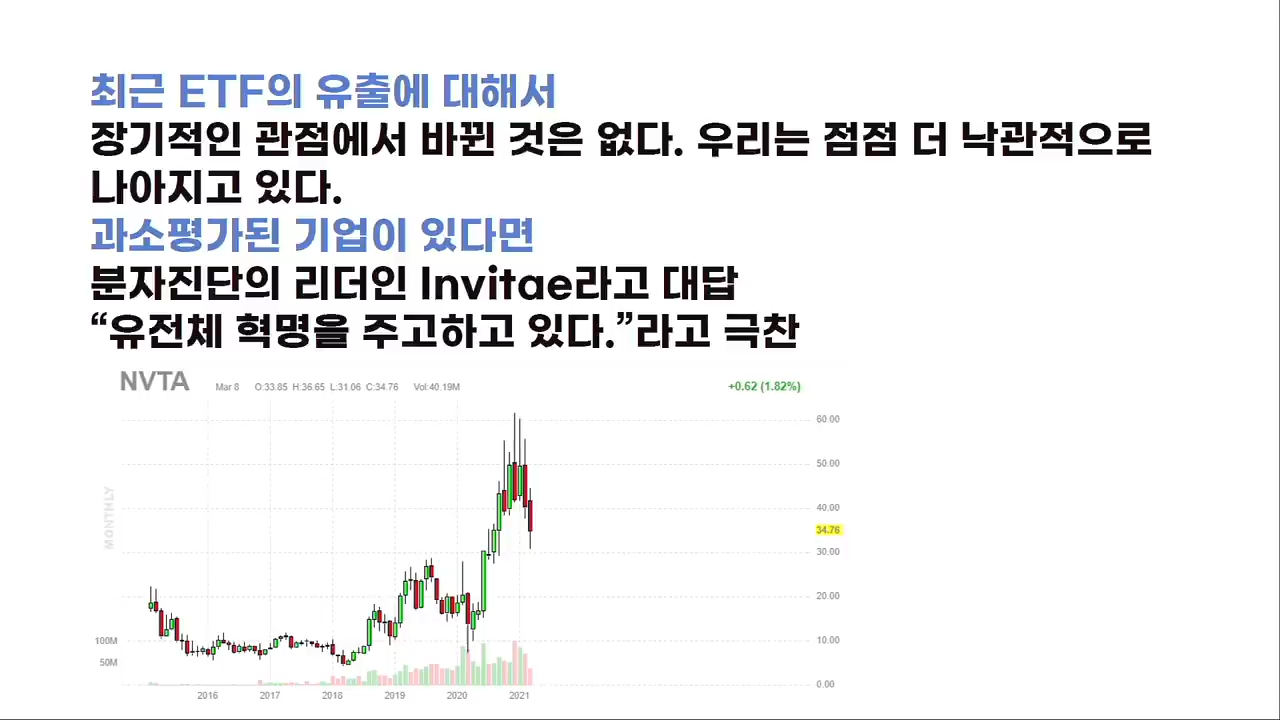 최근 ETF의 유출에 대해서
장기적인 관점에서 바뀐 것은 없다. 우리는 점점 더 낙관적으로
나아지고 있다.
과소평가된 기업이 있다면
분자진단의 리더인 Invitae라고 대답
“유전체 혁명을 주고하고 있다.”라고 극찬
NVTA Mar 8 O:33.85 H:36.65 L:31.06 C:34.76 Vol:40.19M +0.62 (1.82%)
60.00
50.00
40.00
34.76
30.00
20.00
10.00
0.00
MONTHLY
100M
50M
2016 2017 2018 2019 2020 2021